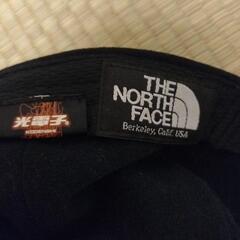 光電子
THE
NORTH
FACE
Berkeley, Calif. USA